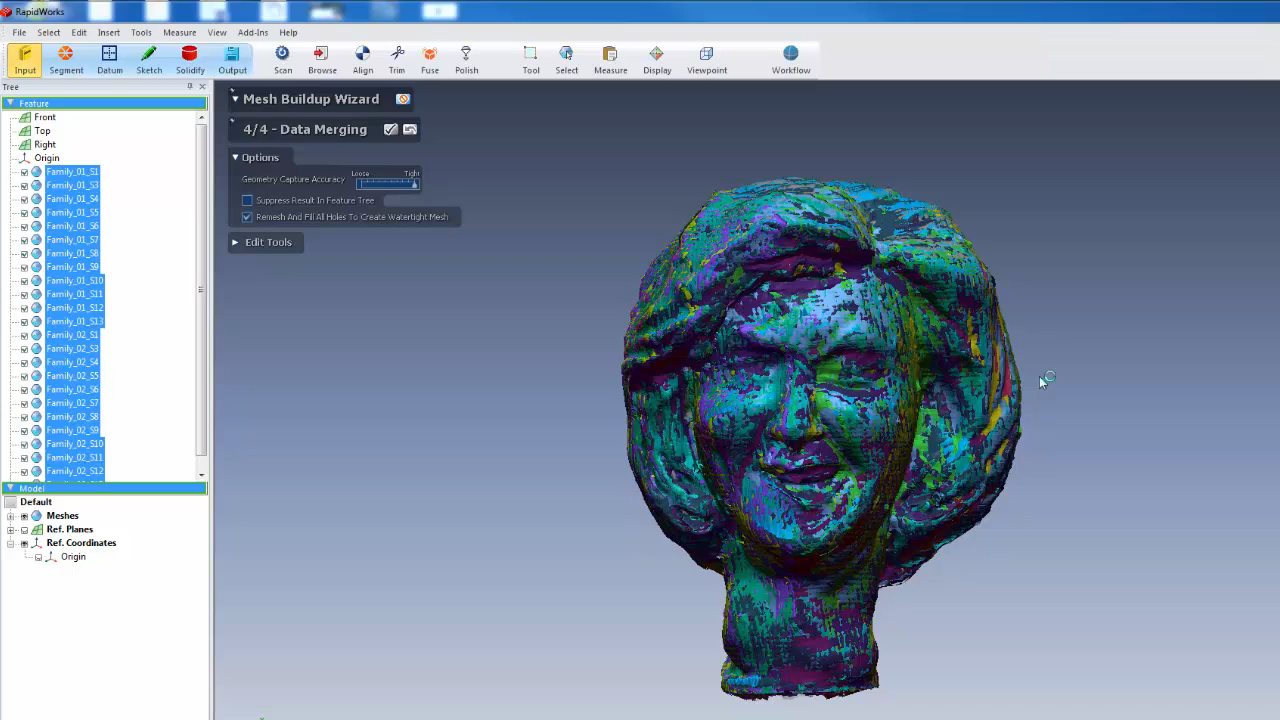 RapidWorks
File Select Edit Insert Tools Measure View Add-Ins Help
Input Segment Datum Sketch Solidify Output Scan Browse Align Trim Fuse Polish Tool Select Measure Display Viewpoint Workflow
Tree
Feature
Front
Top
Right
Origin
Family_01_S1
Family_01_S3
Family_01_S4
Family_01_S5
Family_01_S6
Family_01_S7
Family_01_S8
Family_01_S9
Family_01_S10
Family_01_S11
Family_01_S12
Family_01_S13
Family_02_S1
Family_02_S3
Family_02_S4
Family_02_S5
Family_02_S6
Family_02_S7
Family_02_S8
Family_02_S9
Family_02_S10
Family_02_S11
Family_02_S12
Model
Default
Meshes
Ref. Planes
Ref. Coordinates
Origin
Mesh Buildup Wizard
4/4 - Data Merging
Options
Loose Tight
Geometry Capture Accuracy
Suppress Result In Feature Tree
Remesh And Fill All Holes To Create Watertight Mesh
Edit Tools